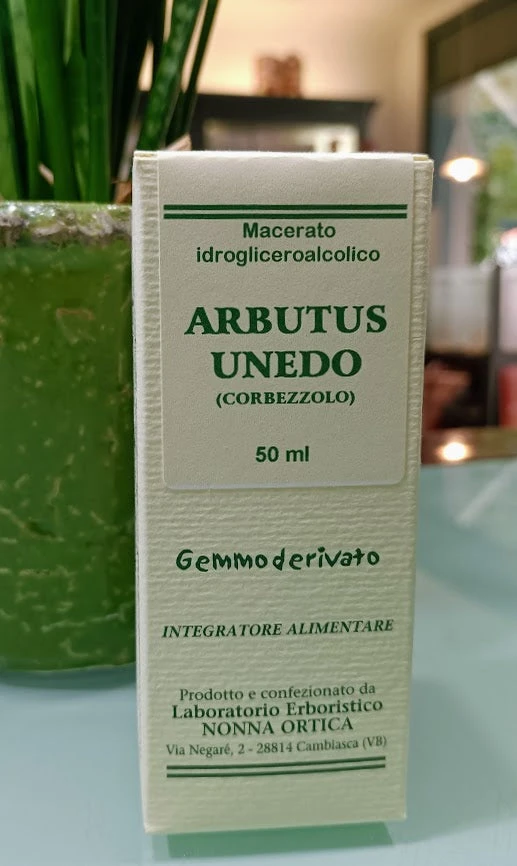 Macerato
idrogliceroalcolico
ARBUTUS
UNEDO
(CORBEZZOLO)
50 ml
Gemmoderivato
INTEGRATORE ALIMENTARE
Prodotto e confezionato da
Laboratorio Erboristico
NONNA ORTICA
Via Negaré, 2 - 28814 Cambiasca (VB)